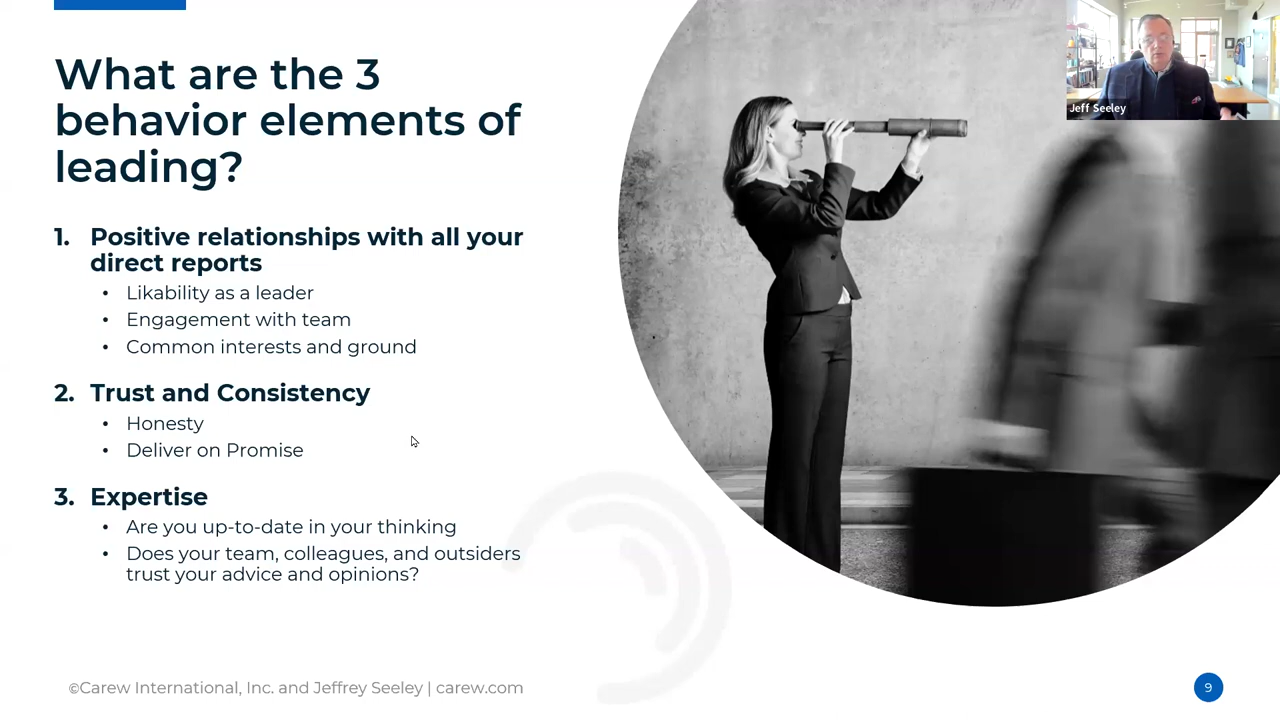 What are the 3
behavior elements of
leading?
1. Positive relationships with all your
direct reports
• Likability as a leader
• Engagement with team
• Common interests and ground
2. Trust and Consistency
• Honesty
• Deliver on Promise
3. Expertise
• Are you up-to-date in your thinking
• Does your team, colleagues, and outsiders
trust your advice and opinions?
Jeff Seeley
©Carew International, Inc. and Jeffrey Seeley | carew.com
9